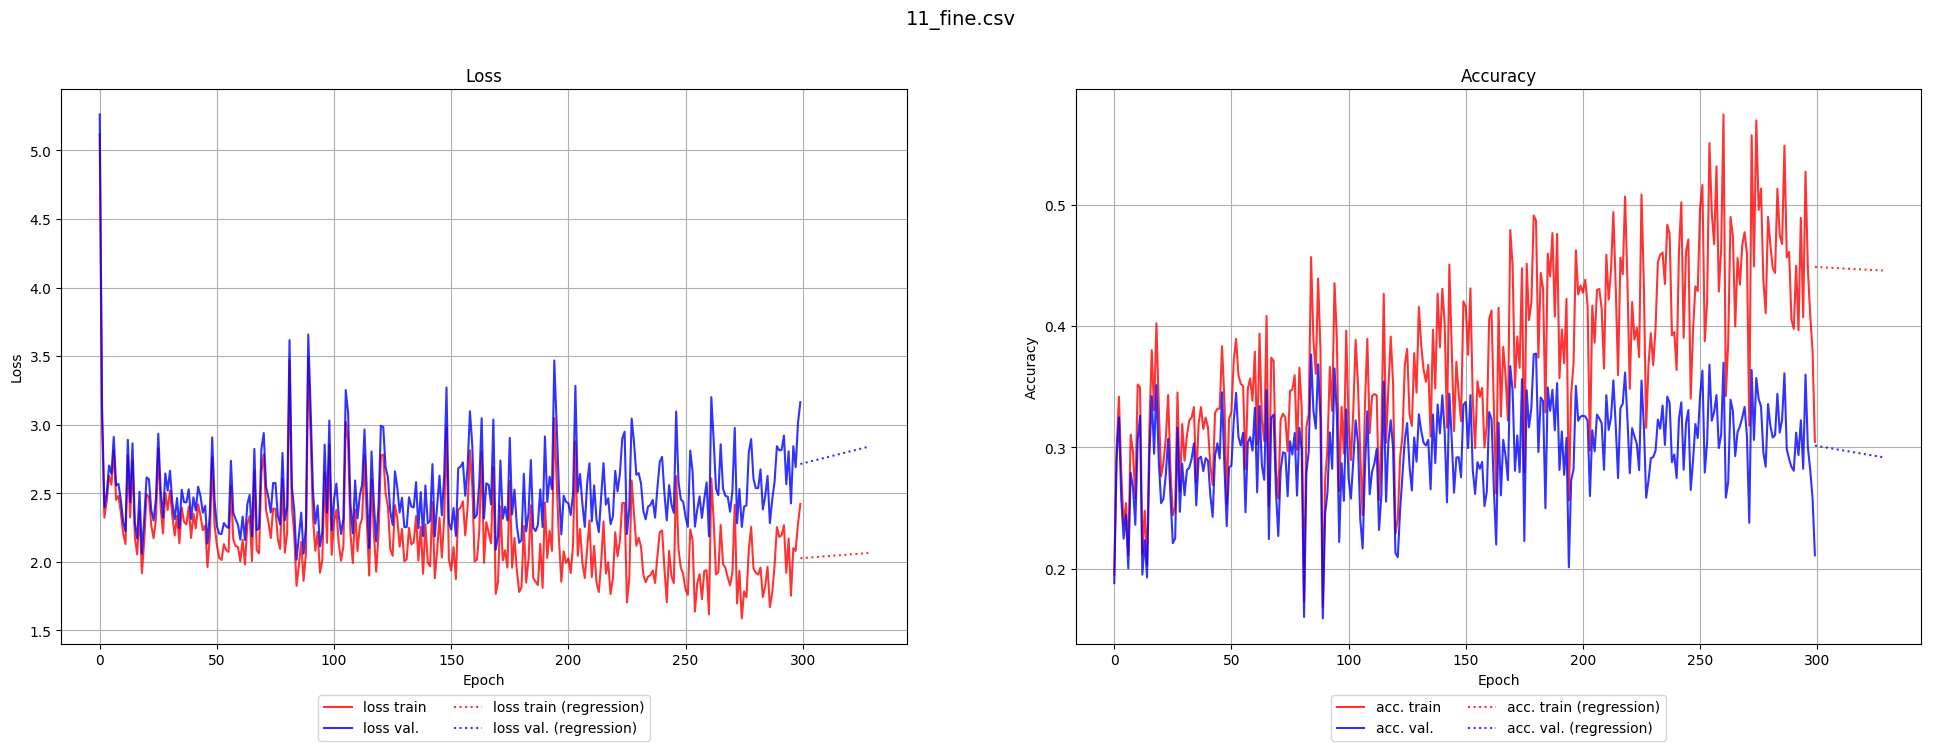 11_fine.csv
Loss
Loss
5.0
4.5
4.0
3.5
3.0
2.5
2.0
1.5
0 50 100 150 200 250 300
Epoch
loss train loss train (regression)
loss val. loss val. (regression)
Accuracy
Accuracy
0.5
0.4
0.3
0.2
0 50 100 150 200 250 300
Epoch
acc. train acc. train (regression)
acc. val. acc. val. (regression)